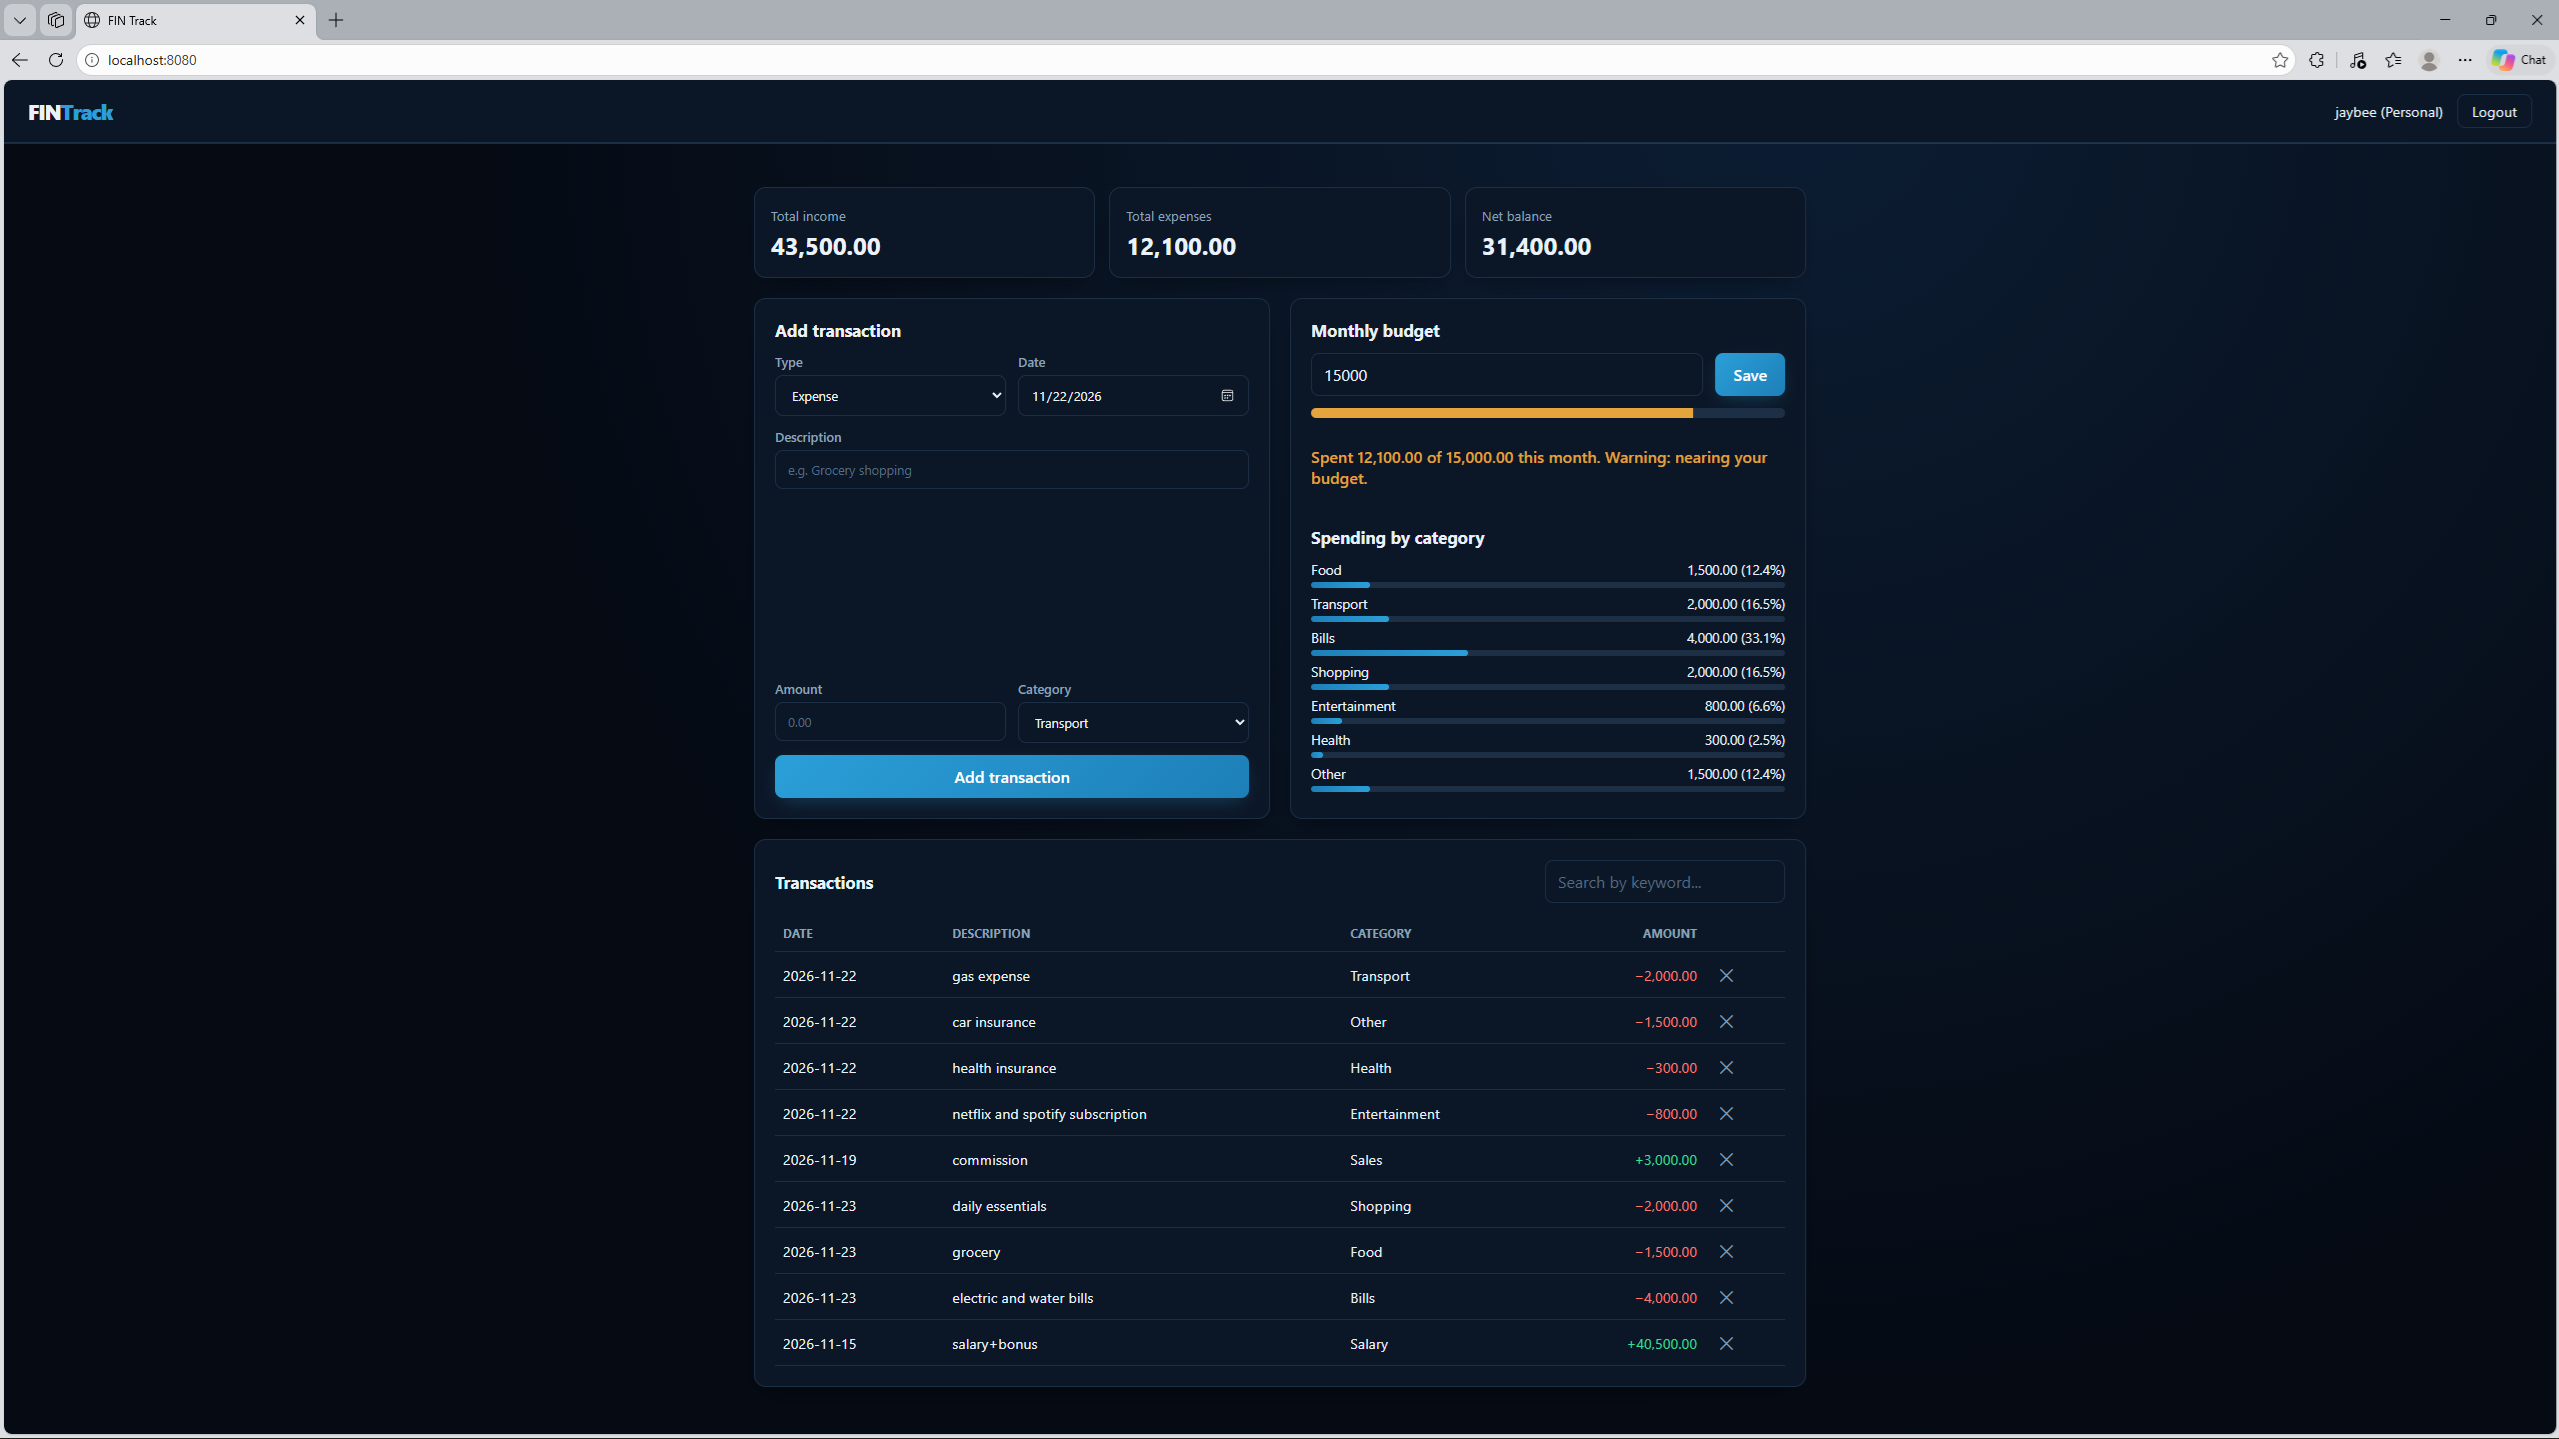 FIN Track
localhost:8080
Chat
FINTrack
jaybee (Personal)
Logout
Total income
43,500.00
Total expenses
12,100.00
Net balance
31,400.00
Add transaction
Type
Date
Expense
11/22/2026
Description
e.g. Grocery shopping
Amount
Category
0.00
Transport
Add transaction
Monthly budget
15000
Save
Spent 12,100.00 of 15,000.00 this month. Warning: nearing your
budget.
Spending by category
Food 1,500.00 (12.4%)
Transport 2,000.00 (16.5%)
Bills 4,000.00 (33.1%)
Shopping 2,000.00 (16.5%)
Entertainment 800.00 (6.6%)
Health 300.00 (2.5%)
Other 1,500.00 (12.4%)
Transactions
Search by keyword...
DATE DESCRIPTION CATEGORY AMOUNT
2026-11-22 gas expense Transport −2,000.00
2026-11-22 car insurance Other −1,500.00
2026-11-22 health insurance Health −300.00
2026-11-22 netflix and spotify subscription Entertainment −800.00
2026-11-19 commission Sales +3,000.00
2026-11-23 daily essentials Shopping −2,000.00
2026-11-23 grocery Food −1,500.00
2026-11-23 electric and water bills Bills −4,000.00
2026-11-15 salary+bonus Salary +40,500.00